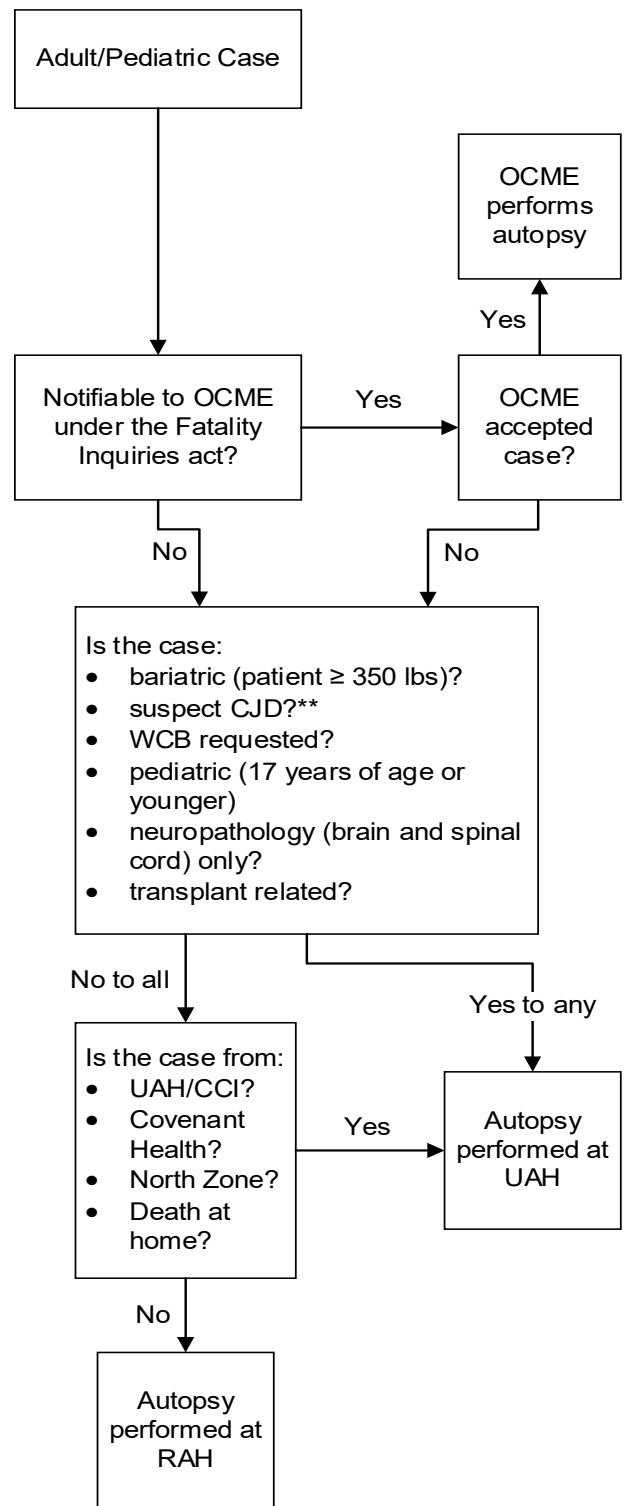 Adult/Pediatric Case
OCME
performs
autopsy
Yes
Notifiable to OCME
under the Fatality
Inquiries act?
Yes
OCME
accepted
case?
No
No
Is the case:
• bariatric (patient ≥ 350 lbs)?
• suspect CJD?**
• WCB requested?
• pediatric (17 years of age or
younger)
• neuropathology (brain and spinal
cord) only?
• transplant related?
No to all
Yes to any
Is the case from:
• UAH/CCI?
• Covenant
Health?
• North Zone?
• Death at
home?
Yes
Autopsy
performed at
UAH
No
Autopsy
performed at
RAH